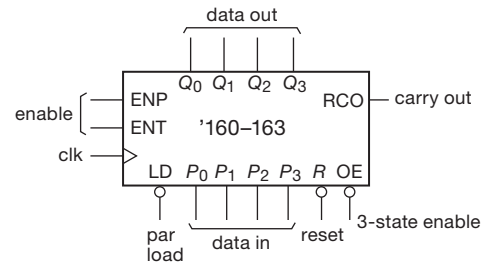 data out
Q0 Q1 Q2 Q3
ENP
RCO
carry out
enable
ENT
’160–163
clk
LD P0 P1 P2 P3 R OE
3-state enable
par
load
data in
reset